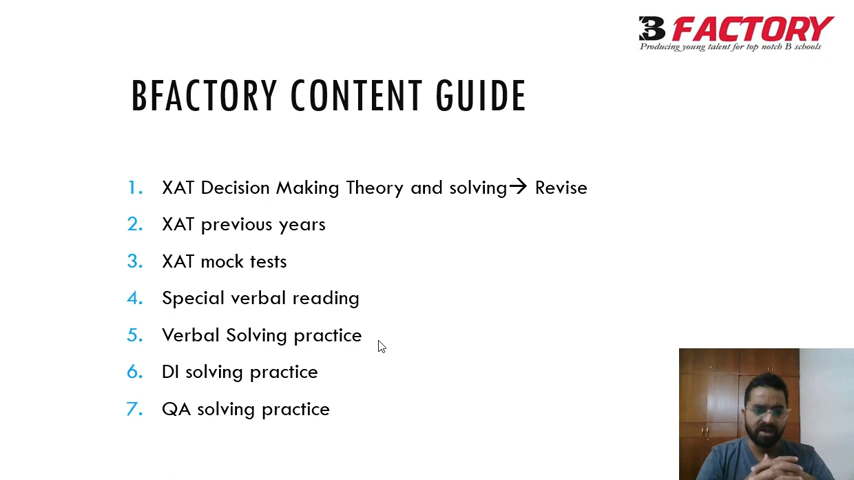 B FACTORY
Producing young talent for top notch B schools
BFACTORY CONTENT GUIDE
1. XAT Decision Making Theory and solving→ Revise
2. XAT previous years
3. XAT mock tests
4. Special verbal reading
5. Verbal Solving practice
6. DI solving practice
7. QA solving practice